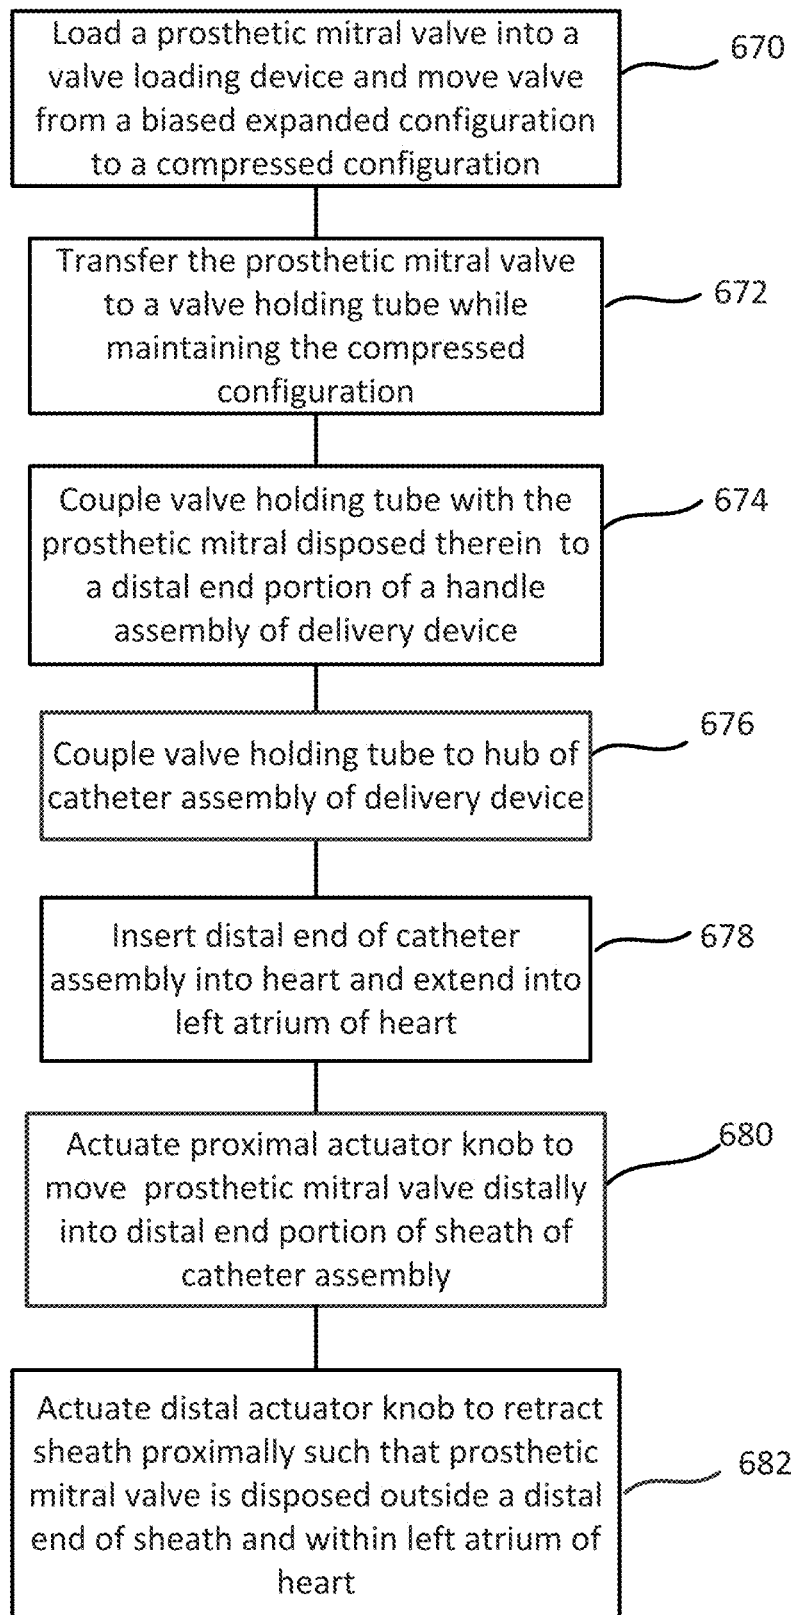 Load a prosthetic mitral valve into a
valve loading device and move valve
from a biased expanded configuration
to a compressed configuration
670
Transfer the prosthetic mitral valve
to a valve holding tube while
maintaining the compressed
configuration
672
Couple valve holding tube with the
prosthetic mitral disposed therein to
a distal end portion of a handle
assembly of delivery device
674
Couple valve holding tube to hub of
catheter assembly of delivery device
676
Insert distal end of catheter
assembly into heart and extend into
left atrium of heart
678
Actuate proximal actuator knob to
move prosthetic mitral valve distally
into distal end portion of sheath of
catheter assembly
680
Actuate distal actuator knob to retract
sheath proximally such that prosthetic
mitral valve is disposed outside a distal
end of sheath and within left atrium of
heart
682